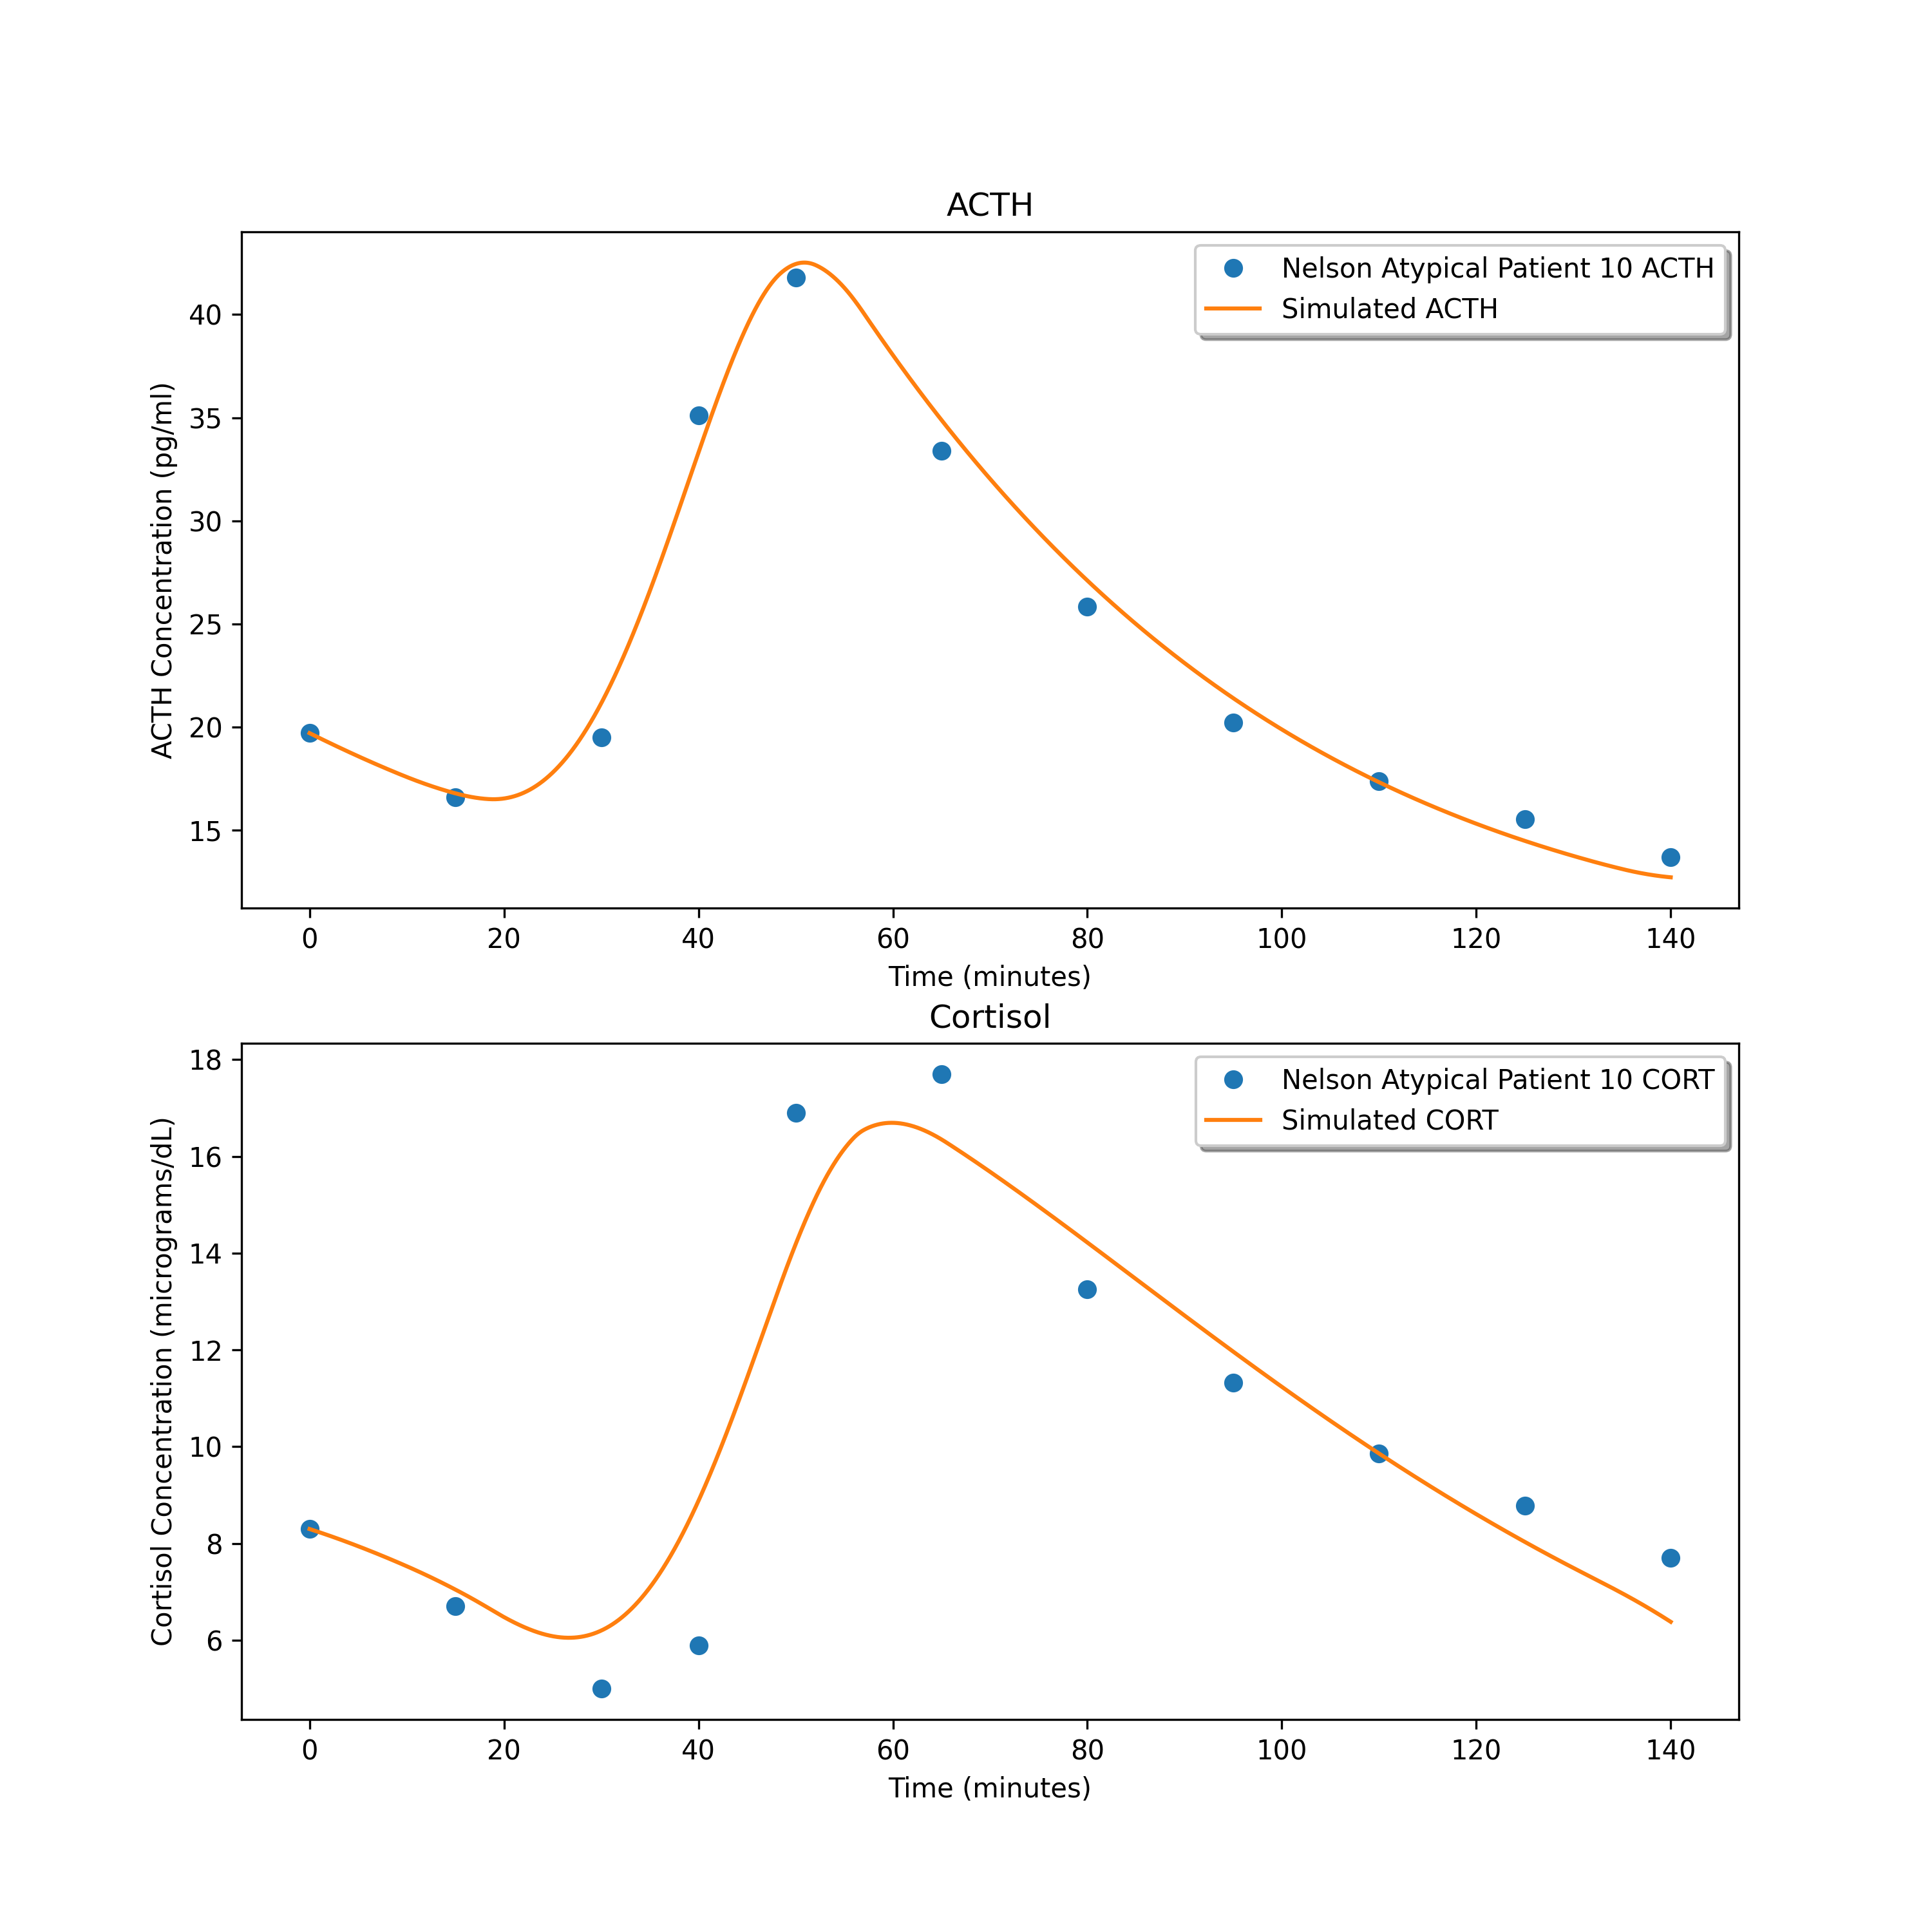 ACTH
Nelson Atypical Patient 10 ACTH
Simulated ACTH
ACTH Concentration (pg/ml)
40
35
30
25
20
15
0 20 40 60 80 100 120 140
Time (minutes)
Cortisol
Nelson Atypical Patient 10 CORT
Simulated CORT
Cortisol Concentration (micrograms/dL)
18
16
14
12
10
8
6
0 20 40 60 80 100 120 140
Time (minutes)